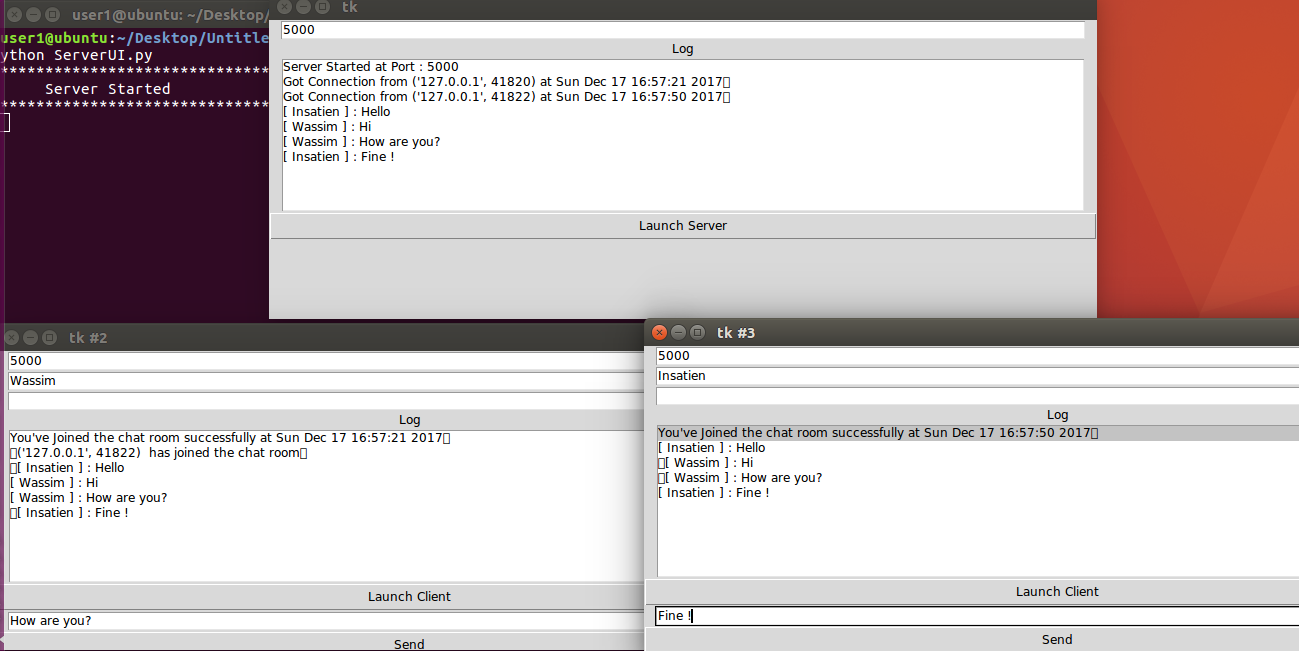 user1@ubuntu: ~/Desktop/
user1@ubuntu:~/Desktop/Untitle
ython ServerUI.py
*******************************
Server Started
*******************************
tk
5000
Log
Server Started at Port : 5000
Got Connection from ('127.0.0.1', 41820) at Sun Dec 17 16:57:21 2017
Got Connection from ('127.0.0.1', 41822) at Sun Dec 17 16:57:50 2017
[ Insatien ] : Hello
[ Wassim ] : Hi
[ Wassim ] : How are you?
[ Insatien ] : Fine !
Launch Server
tk #2
5000
Wassim
Log
You've Joined the chat room successfully at Sun Dec 17 16:57:21 2017
('127.0.0.1', 41822)  has joined the chat room
[ Insatien ] : Hello
[ Wassim ] : Hi
[ Wassim ] : How are you?
[ Insatien ] : Fine !
Launch Client
How are you?
Send
tk #3
5000
Insatien
Log
You've Joined the chat room successfully at Sun Dec 17 16:57:50 2017
[ Insatien ] : Hello
[ Wassim ] : Hi
[ Wassim ] : How are you?
[ Insatien ] : Fine !
Launch Client
Fine !
Send